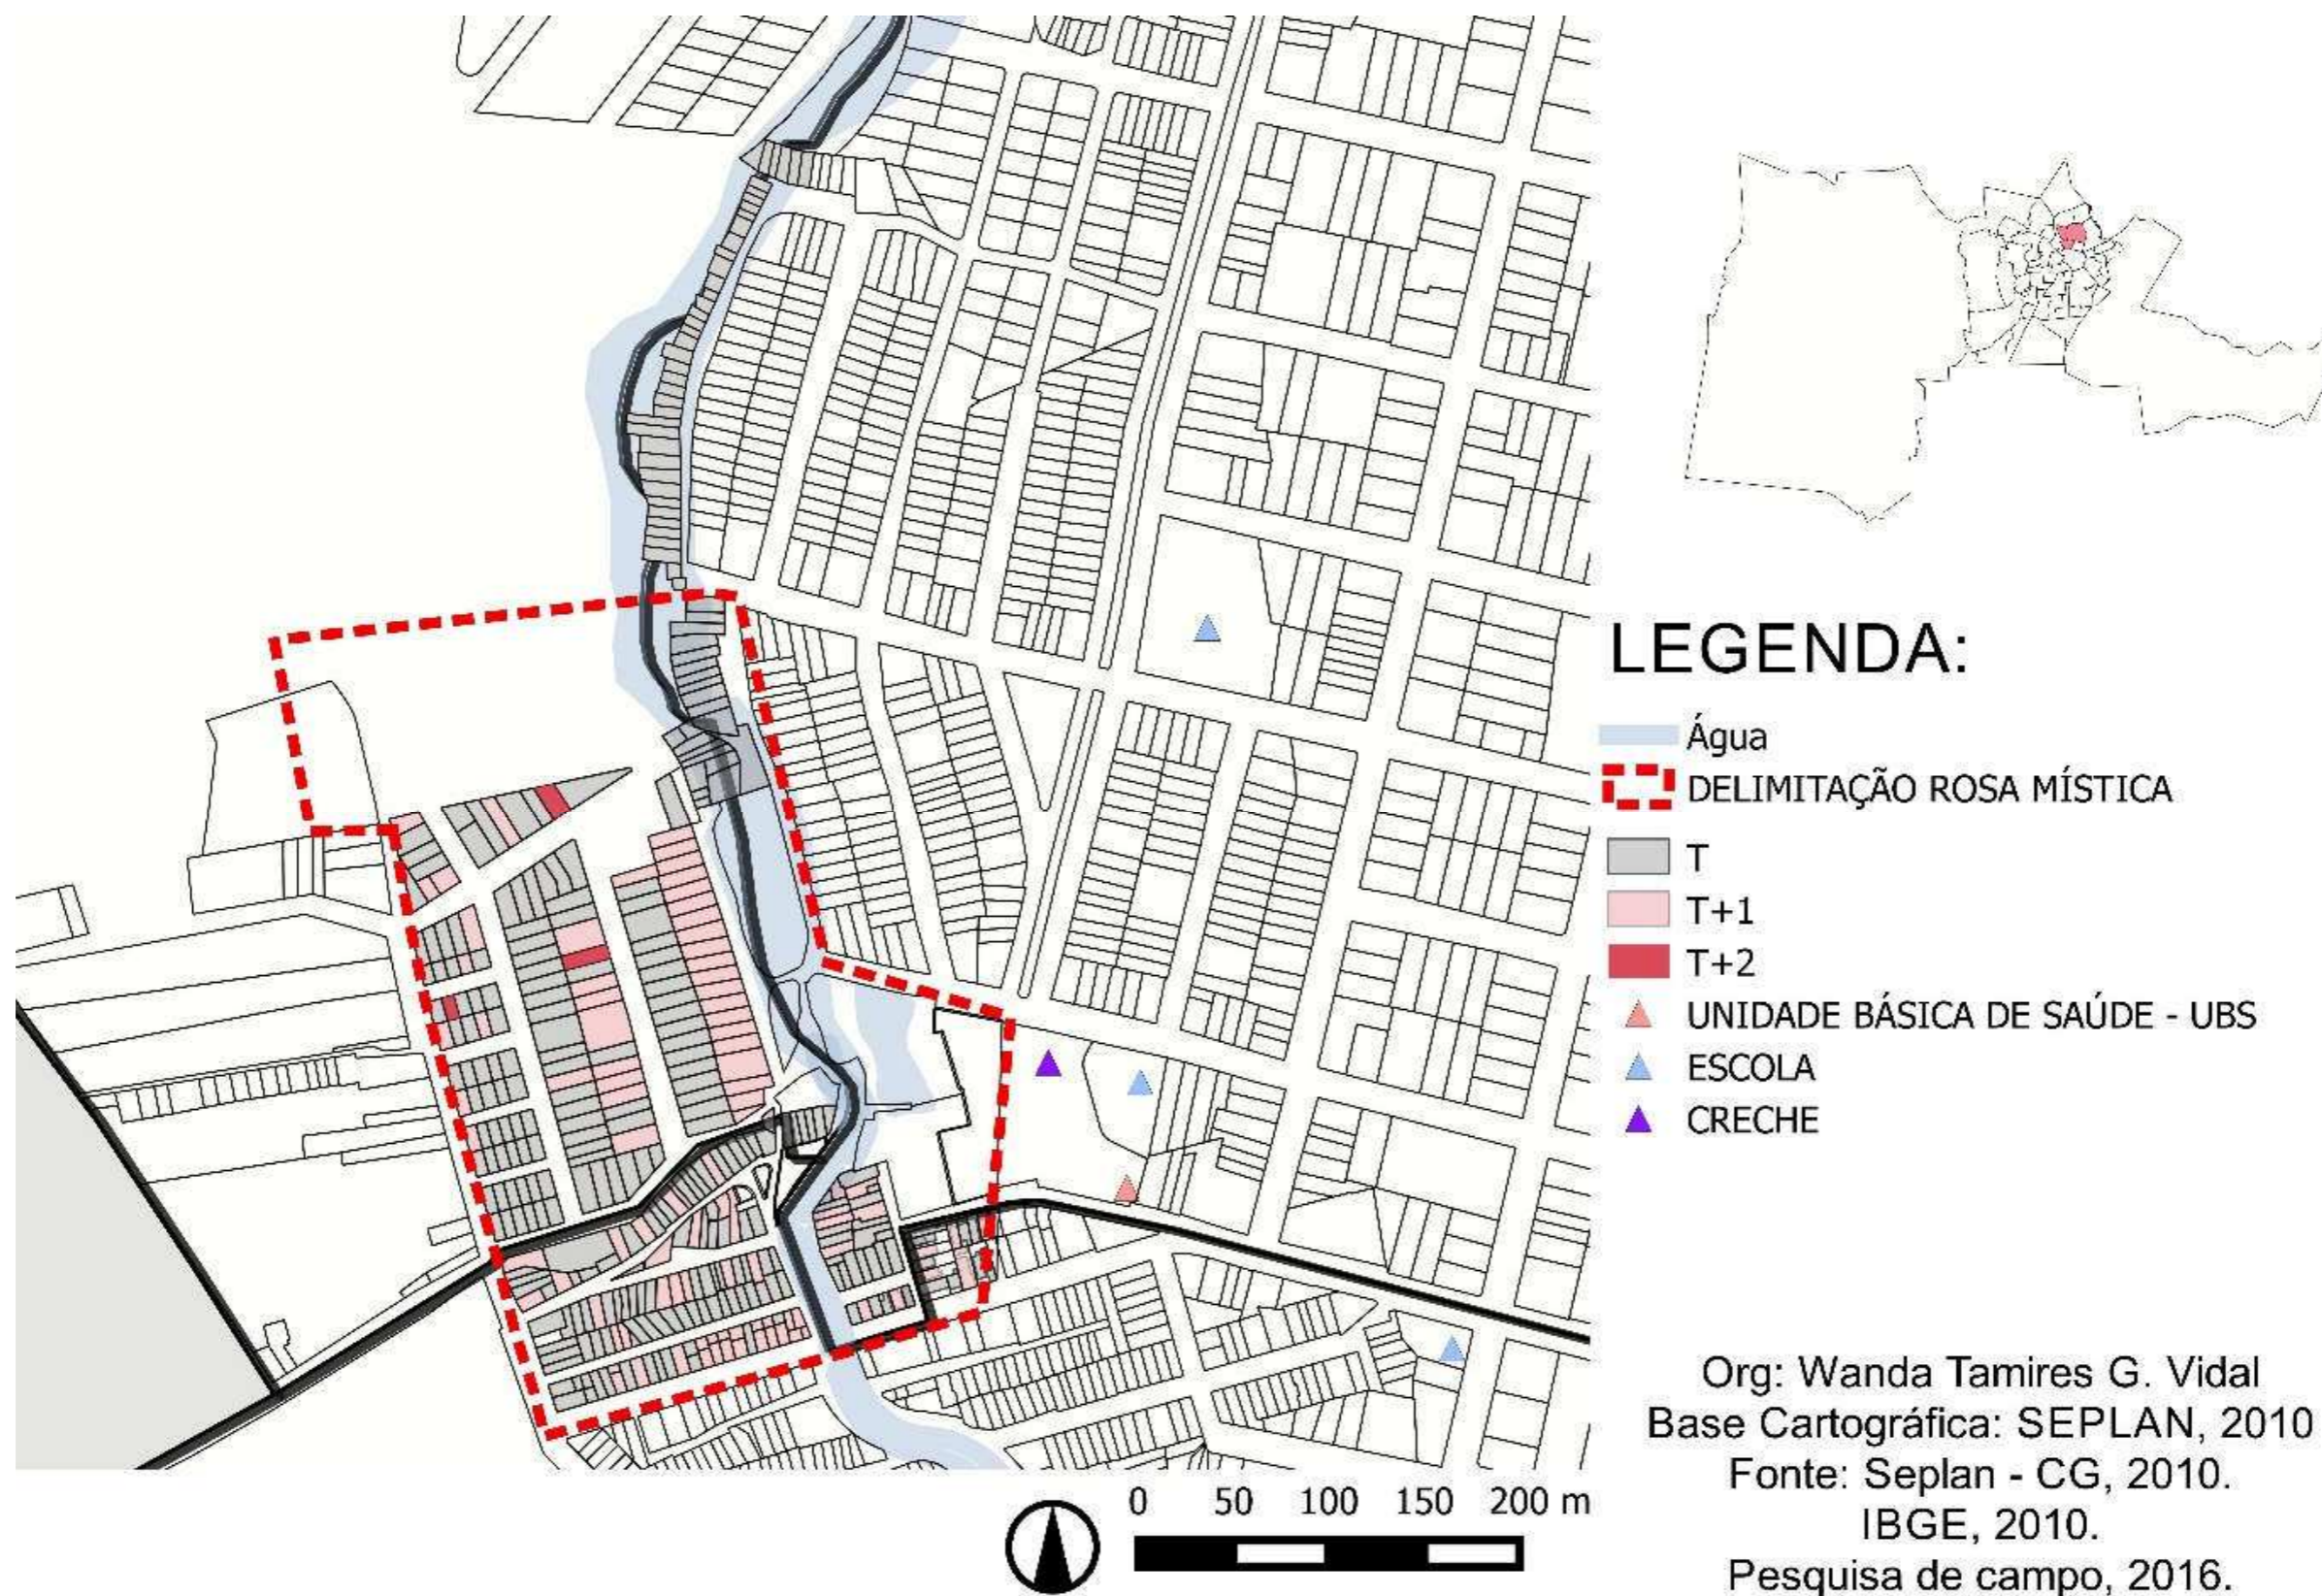 LEGENDA:
Água
DELIMITAÇÃO ROSA MÍSTICA
T
T+1
T+2
UNIDADE BÁSICA DE SAÚDE - UBS
ESCOLA
CRECHE
Org: Wanda Tamires G. Vidal
Base Cartográfica: SEPLAN, 2010
Fonte: Seplan - CG, 2010.
IBGE, 2010.
Pesquisa de campo, 2016.
0 50 100 150 200 m